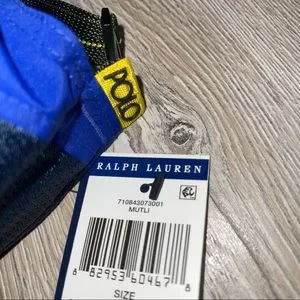 POLO
RALPH LAUREN
710843073001
MUTLI
8 82953 60467 8
SIZE